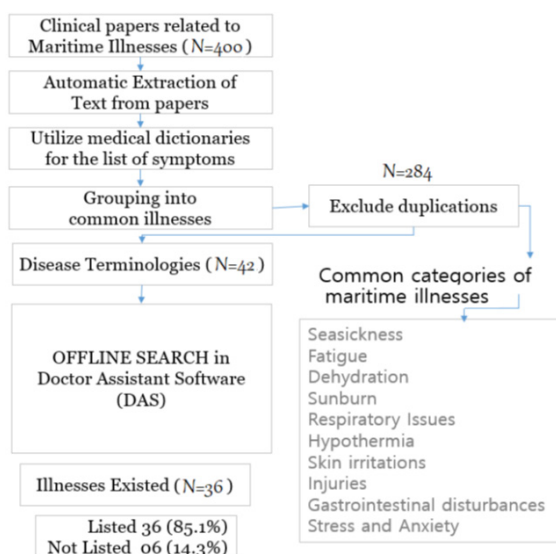 Clinical papers related to
Maritime Illnesses (N=400)
Automatic Extraction of
Text from papers
Utilize medical dictionaries
for the list of symptoms
Grouping into
common illnesses
N=284
Exclude duplications
Disease Terminologies (N=42)
Common categories of
maritime illnesses
Seasickness
Fatigue
Dehydration
Sunburn
Respiratory Issues
Hypothermia
Skin irritations
Injuries
Gastrointestinal disturbances
Stress and Anxiety
OFFLINE SEARCH in
Doctor Assistant Software
(DAS)
Illnesses Existed (N=36)
Listed 36 (85.1%)
Not Listed 06 (14.3%)